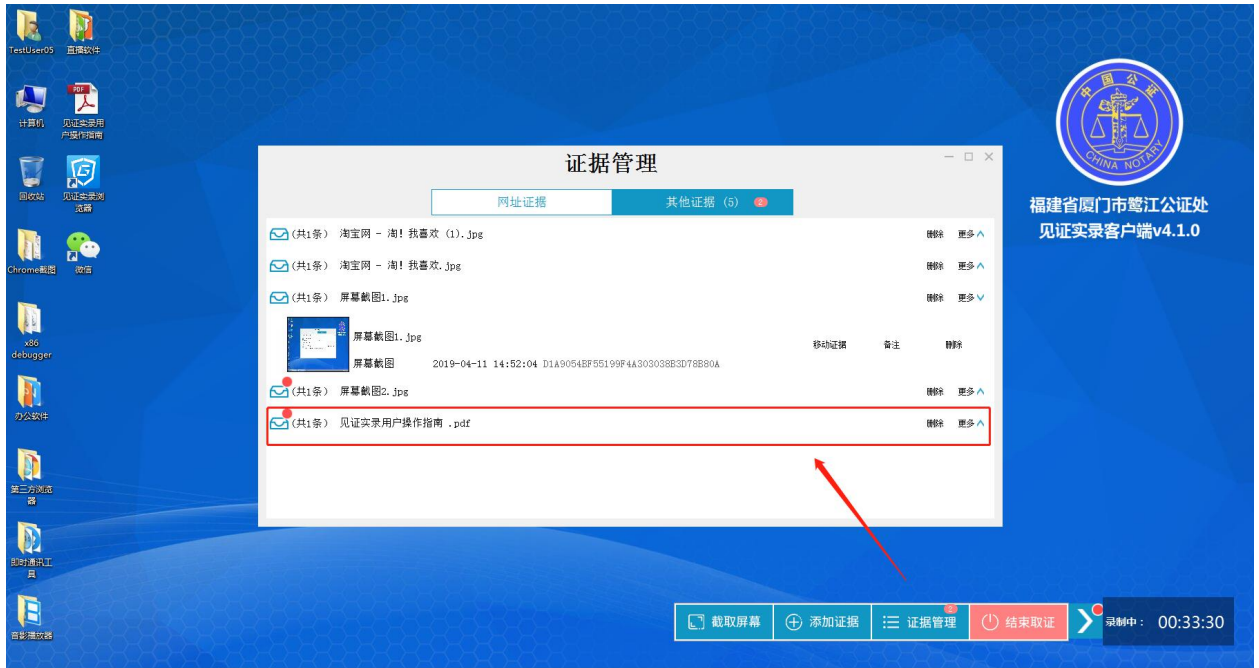 TestUser05
直播软件
计算机
见证实录用
户操作指南
回收站
见证实录浏
览器
Chrome截图
微信
x86
debugger
办公软件
第三方浏览
器
即时通讯工
具
音影播放器
中国公证
CHINA NOTARY
福建省厦门市鹭江公证处
见证实录客户端v4.1.0
证据管理
网址证据 其他证据 (5) 2
(共1条) 淘宝网 - 淘！我喜欢 (1).jpg 删除 更多
(共1条) 淘宝网 - 淘！我喜欢.jpg 删除 更多
(共1条) 屏幕截图1.jpg 删除 更多
屏幕截图1.jpg 移动证据 备注 删除
屏幕截图 2019-04-11 14:52:04 D1A9054BF55199F4A303038B3D78B80A
(共1条) 屏幕截图2.jpg 删除 更多
(共1条) 见证实录用户操作指南 .pdf 删除 更多
截取屏幕 添加证据 证据管理 2 结束取证 录制中： 00:33:30